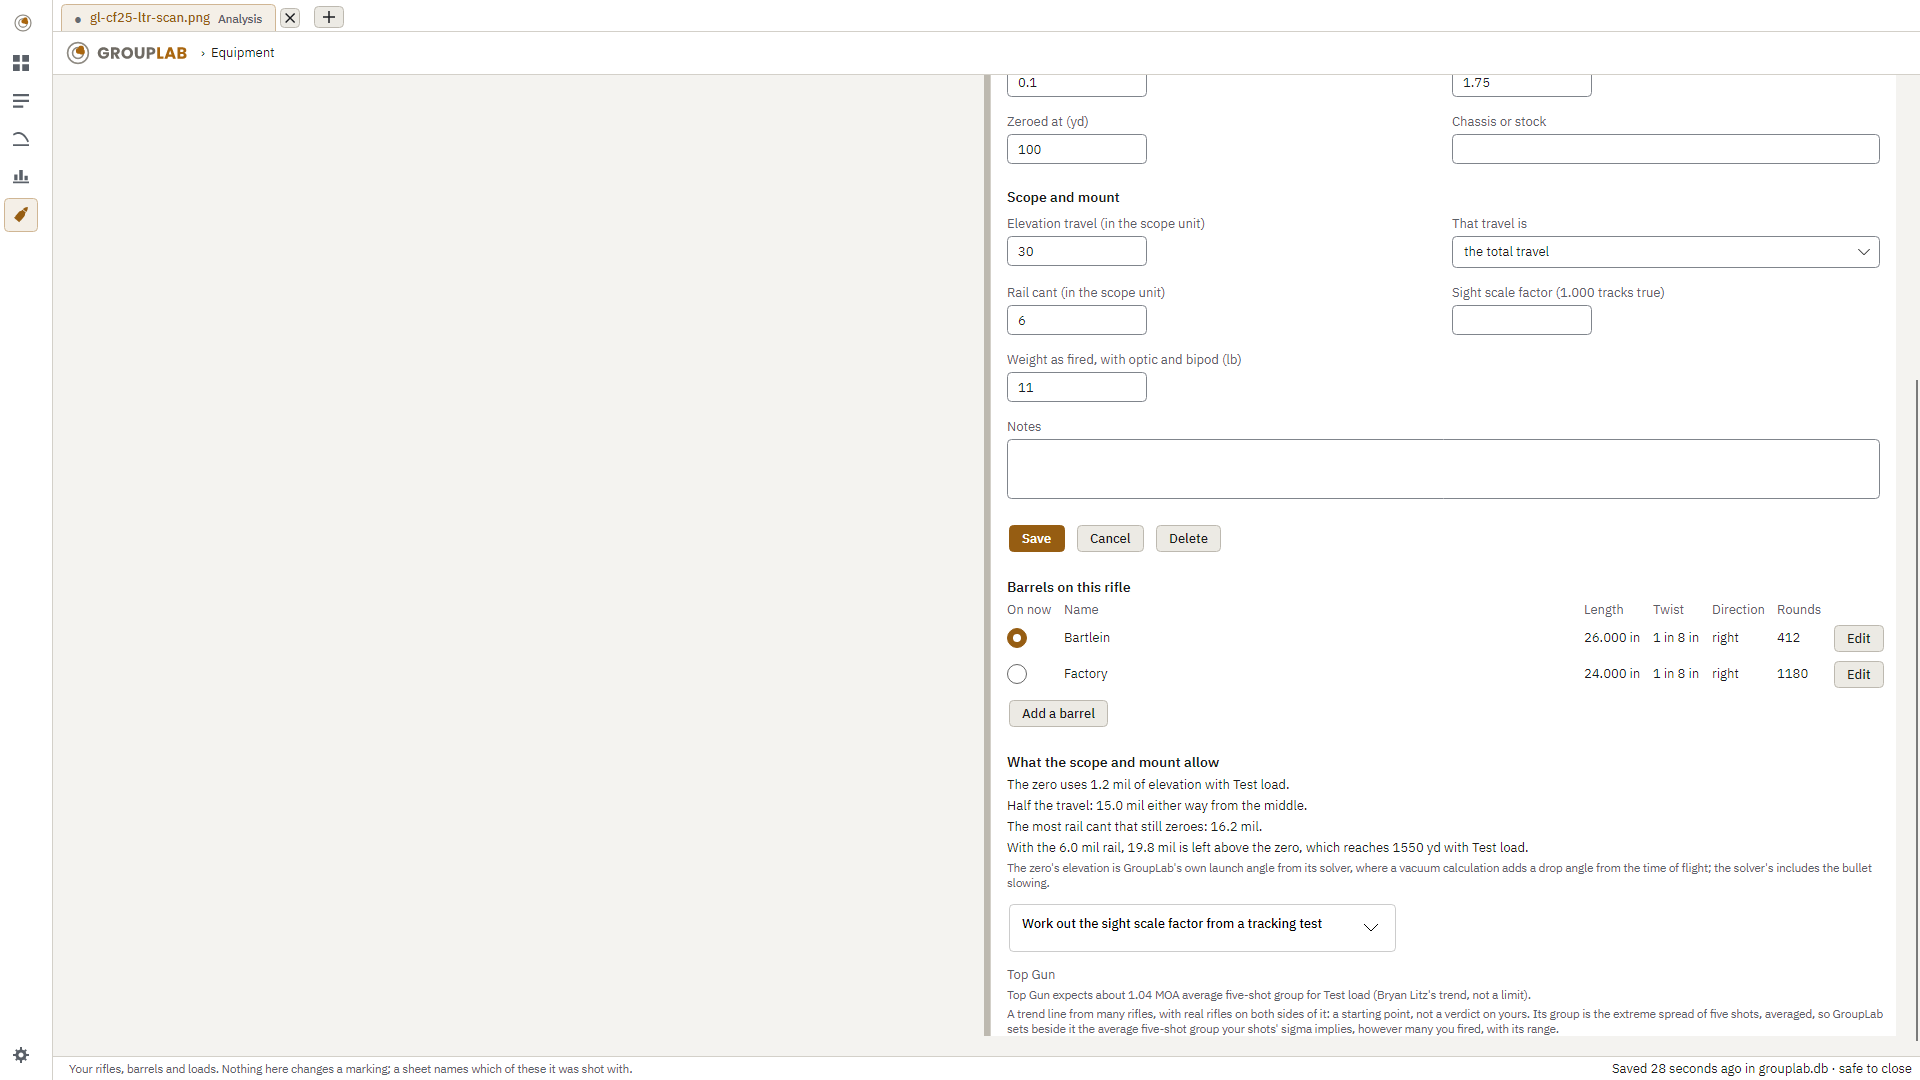 gl-cf25-ltr-scan.png Analysis
GROUPLAB › Equipment
0.1
1.75
Zeroed at (yd)
Chassis or stock
100
Scope and mount
Elevation travel (in the scope unit)
That travel is
30
the total travel
Rail cant (in the scope unit)
Sight scale factor (1.000 tracks true)
6
Weight as fired, with optic and bipod (lb)
11
Notes
Save Cancel Delete
Barrels on this rifle
On now Name Length Twist Direction Rounds
Bartlein 26.000 in 1 in 8 in right 412 Edit
Factory 24.000 in 1 in 8 in right 1180 Edit
Add a barrel
What the scope and mount allow
The zero uses 1.2 mil of elevation with Test load.
Half the travel: 15.0 mil either way from the middle.
The most rail cant that still zeroes: 16.2 mil.
With the 6.0 mil rail, 19.8 mil is left above the zero, which reaches 1550 yd with Test load.
The zero's elevation is GroupLab's own launch angle from its solver, where a vacuum calculation adds a drop angle from the time of flight; the solver's includes the bullet
slowing.
Work out the sight scale factor from a tracking test
Top Gun
Top Gun expects about 1.04 MOA average five-shot group for Test load (Bryan Litz's trend, not a limit).
A trend line from many rifles, with real rifles on both sides of it: a starting point, not a verdict on yours. Its group is the extreme spread of five shots, averaged, so GroupLab
sets beside it the average five-shot group your shots' sigma implies, however many you fired, with its range.
Your rifles, barrels and loads. Nothing here changes a marking; a sheet names which of these it was shot with.
Saved 28 seconds ago in grouplab.db · safe to close